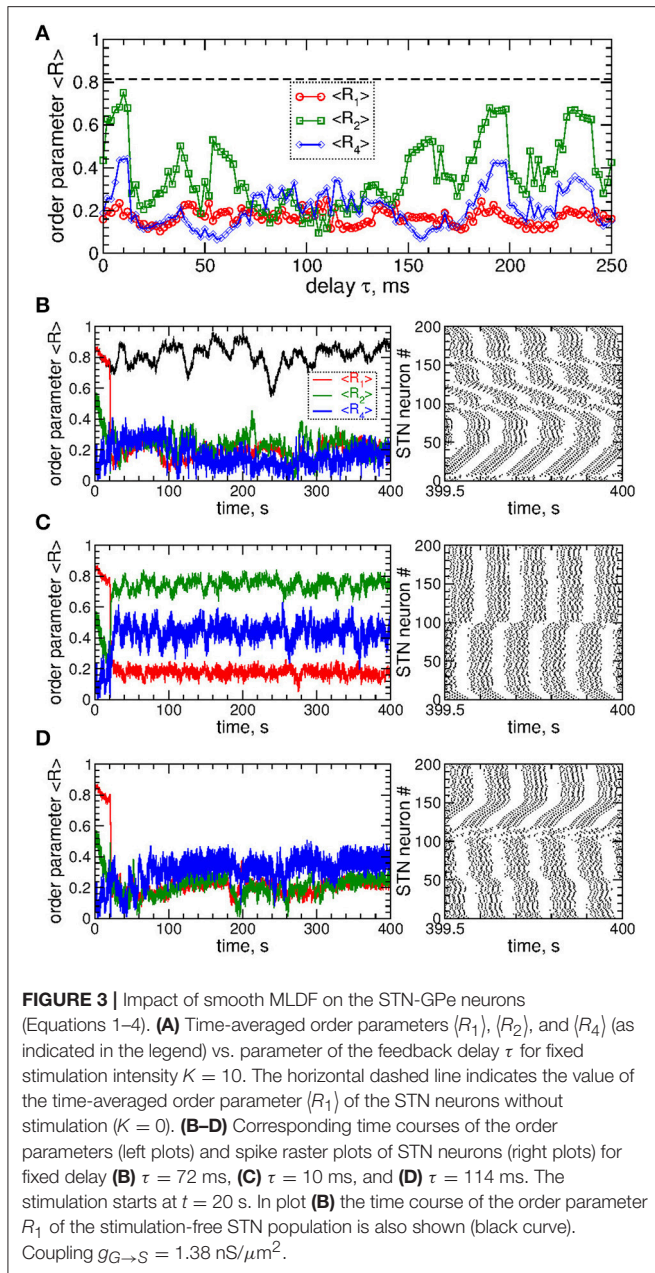 A
order parameter <R>
1
0.8
0.6
0.4
0.2
0
<R1>
<R2>
<R4>
0 50 100 150 200 250
delay τ, ms
B
order parameter <R>
1
0.8
0.6
0.4
0.2
0
<R1>
<R2>
<R4>
0 100 200 300 400
time, s
STN neuron #
200
150
100
50
0
399.5 400
time, s
C
order parameter <R>
1
0.8
0.6
0.4
0.2
0
0 100 200 300 400
time, s
STN neuron #
200
150
100
50
0
399.5 400
time, s
D
order parameter <R>
1
0.8
0.6
0.4
0.2
0
0 100 200 300 400
time, s
STN neuron #
200
150
100
50
0
399.5 400
time, s
FIGURE 3 | Impact of smooth MLDF on the STN-GPe neurons
(Equations 1–4). (A) Time-averaged order parameters ⟨R1⟩, ⟨R2⟩, and ⟨R4⟩ (as
indicated in the legend) vs. parameter of the feedback delay τ for fixed
stimulation intensity K = 10. The horizontal dashed line indicates the value of
the time-averaged order parameter ⟨R1⟩ of the STN neurons without
stimulation (K = 0). (B–D) Corresponding time courses of the order
parameters (left plots) and spike raster plots of STN neurons (right plots) for
fixed delay (B) τ = 72 ms, (C) τ = 10 ms, and (D) τ = 114 ms. The
stimulation starts at t = 20 s. In plot (B) the time course of the order parameter
R1 of the stimulation-free STN population is also shown (black curve).
Coupling gG→S = 1.38 nS/μm².